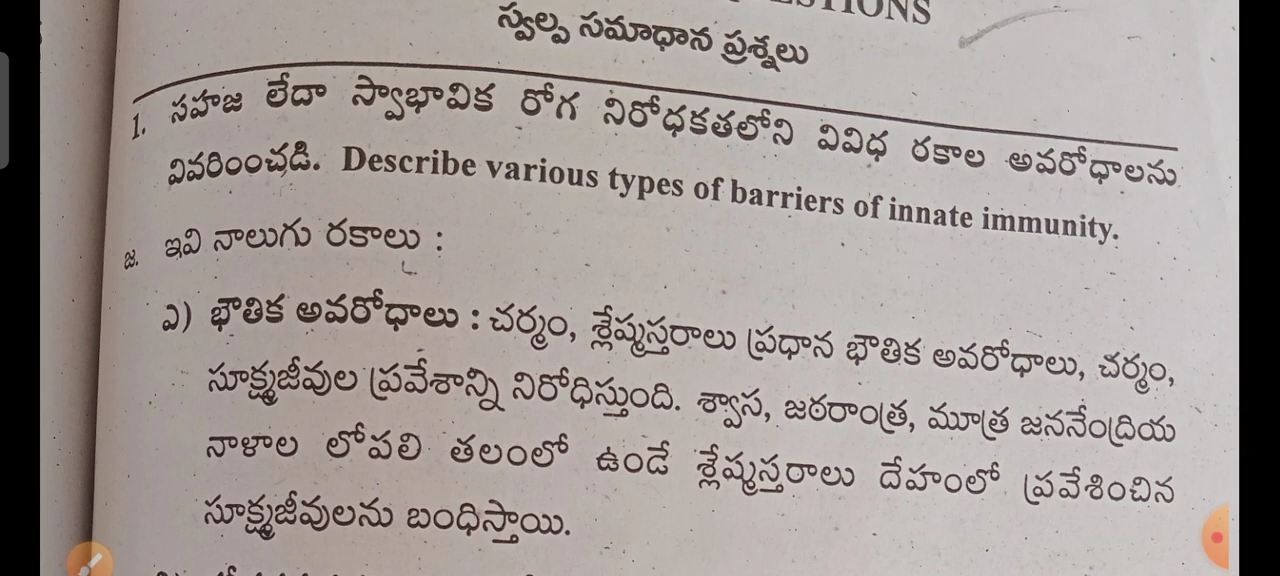 స్వల్ప సమాధాన ప్రశ్నలు
1. సహజ లేదా స్వాభావిక రోగ నిరోధకతలోని వివిధ రకాల అవరోధాలను
వివరింంచడి. Describe various types of barriers of innate immunity.
జ. ఇవి నాలుగు రకాలు :
ఎ) భౌతిక అవరోధాలు : చర్మం, శ్లేష్మస్తరాలు ప్రధాన భౌతిక అవరోధాలు, చర్మం,
సూక్ష్మజీవుల ప్రవేశాన్ని నిరోధిస్తుంది. శ్వాస, జఠరాంత్ర, మూత్ర జననేంద్రియ
నాళాల లోపలి తలంలో ఉండే శ్లేష్మస్తరాలు దేహంలో ప్రవేశించిన
సూక్ష్మజీవులను బంధిస్తాయి.